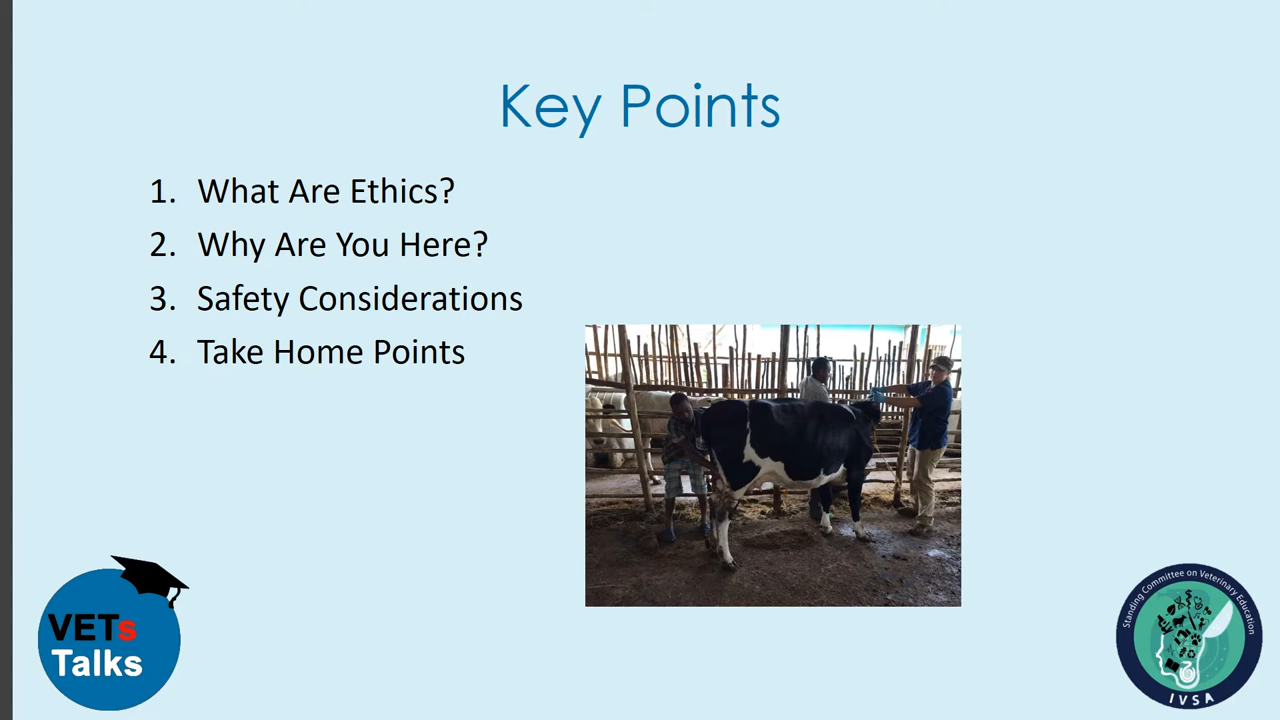 Key Points
1. What Are Ethics?
2. Why Are You Here?
3. Safety Considerations
4. Take Home Points
VETs
Talks
Standing Committee on Veterinary Education
IVSA